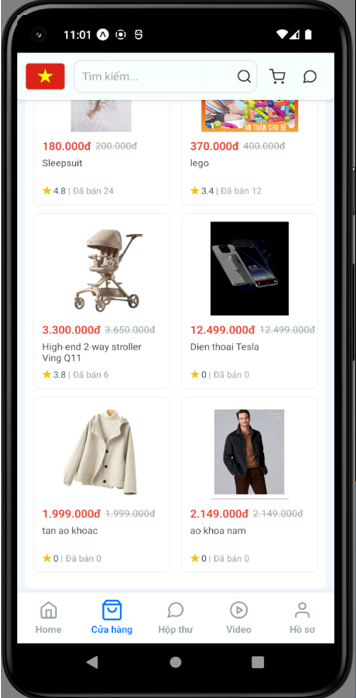 11:01
Tìm kiếm...
AN TOÀN CHO BÉ
180.000đ 200.000đ
370.000đ 400.000đ
Sleepsuit
lego
4.8 | Đã bán 24
3.4 | Đã bán 12
3.300.000đ 3.650.000đ
12.499.000đ 12.499.000đ
High-end 2-way stroller
Ving Q11
Dien thoai Tesla
3.8 | Đã bán 6
0 | Đã bán 0
1.999.000đ 1.999.000đ
2.149.000đ 2.149.000đ
tan ao khoac
ao khoa nam
0 | Đã bán 0
0 | Đã bán 0
Home
Cửa hàng
Hộp thư
Video
Hồ sơ